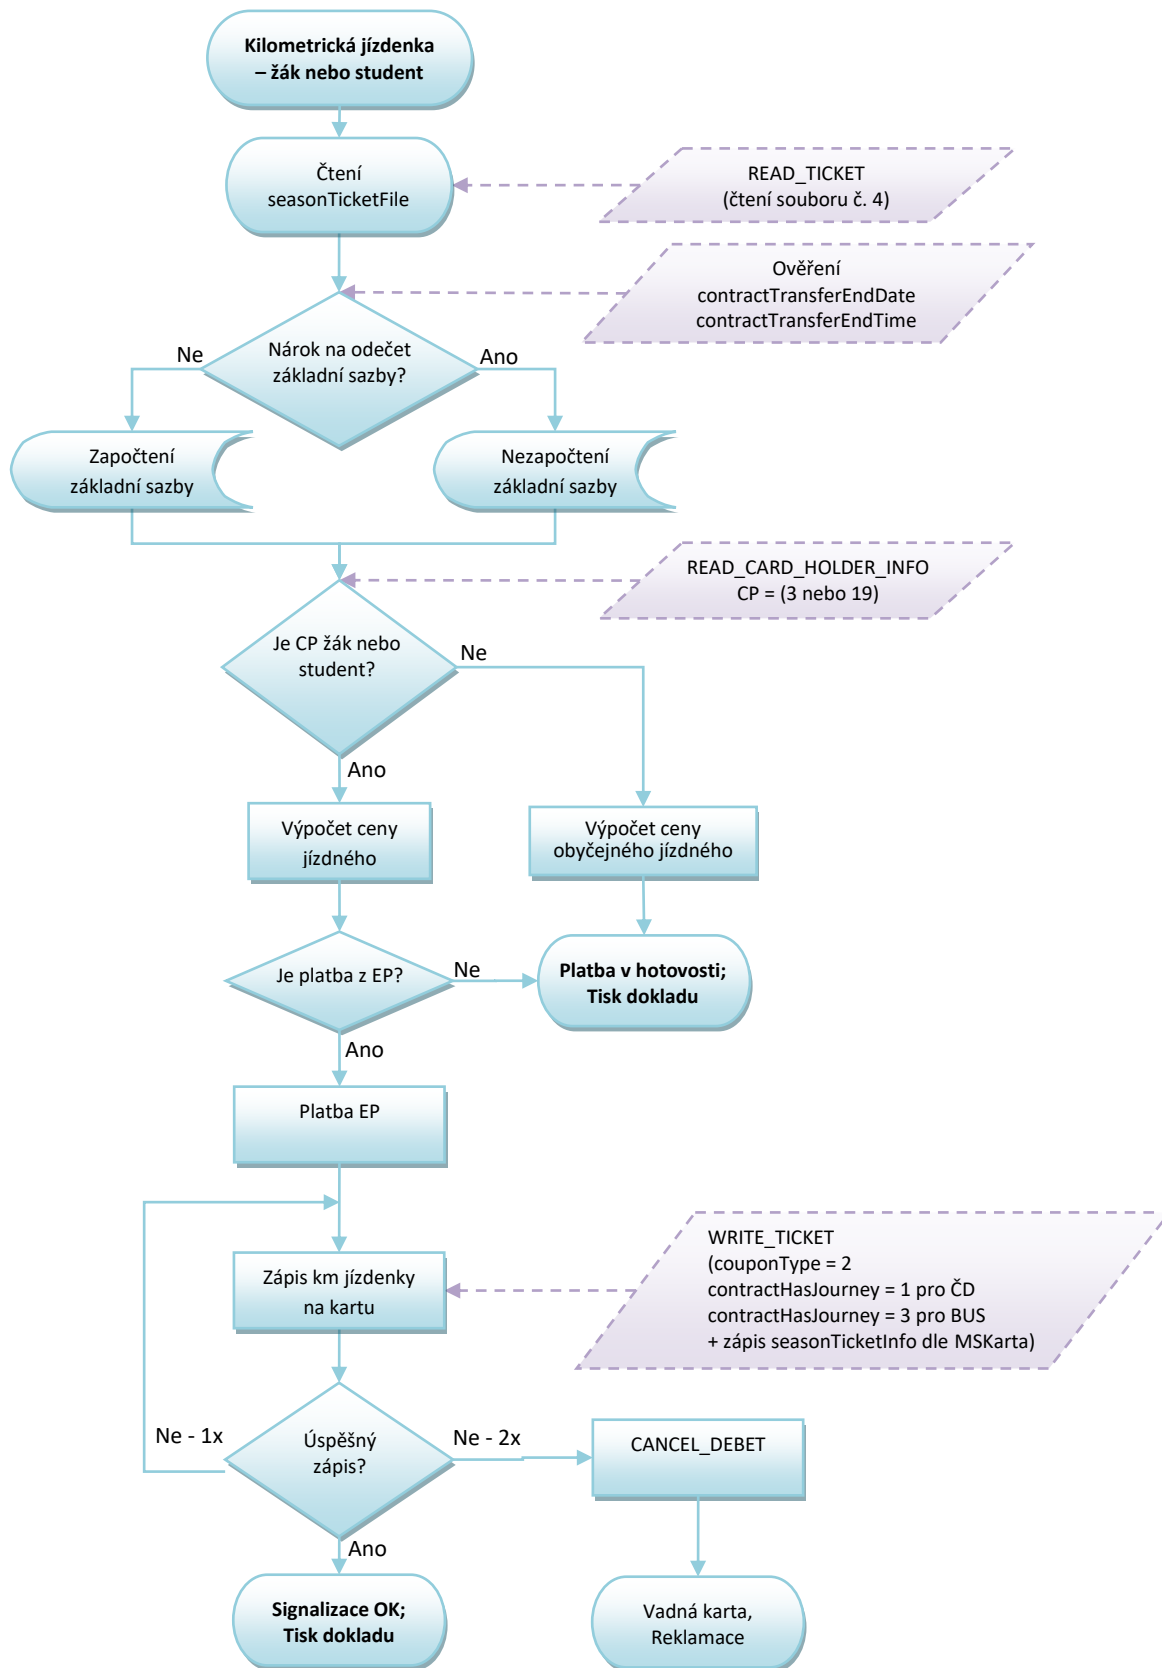 Kilometrická jízdenka
– žák nebo student
Čtení
seasonTicketFile
READ_TICKET
(čtení souboru č. 4)
Ověření
contractTransferEndDate
contractTransferEndTime
Nárok na odečet
základní sazby?
Ne
Ano
Započtení
základní sazby
Nezapočtení
základní sazby
READ_CARD_HOLDER_INFO
CP = (3 nebo 19)
Je CP žák nebo
student?
Ne
Ano
Výpočet ceny
jízdného
Výpočet ceny
obyčejného jízdného
Je platba z EP?
Ne
Platba v hotovosti;
Tisk dokladu
Ano
Platba EP
WRITE_TICKET
(couponType = 2
contractHasJourney = 1 pro ČD
contractHasJourney = 3 pro BUS
+ zápis seasonTicketInfo dle MSKarta)
Zápis km jízdenky
na kartu
Ne - 1x
Úspěšný
zápis?
Ne - 2x
CANCEL_DEBET
Ano
Signalizace OK;
Tisk dokladu
Vadná karta,
Reklamace